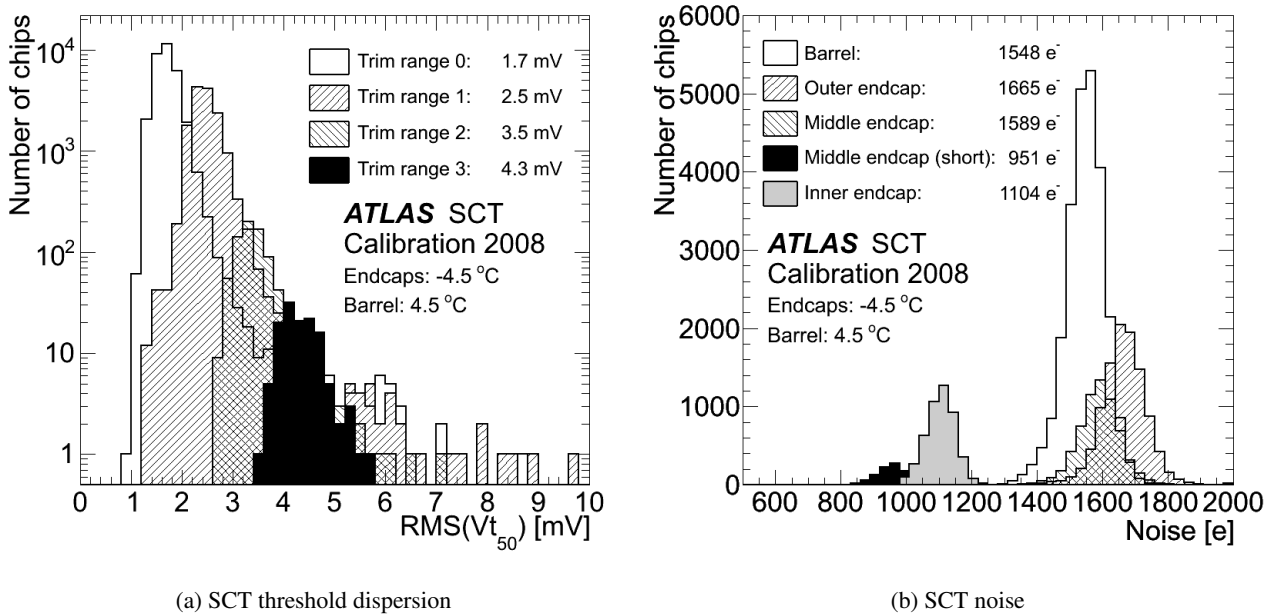 Number of chips
10^4
10^3
10^2
10
1
0 1 2 3 4 5 6 7 8 9 10
RMS(Vt_50) [mV]
Trim range 0: 1.7 mV
Trim range 1: 2.5 mV
Trim range 2: 3.5 mV
Trim range 3: 4.3 mV
ATLAS SCT
Calibration 2008
Endcaps: -4.5 °C
Barrel: 4.5 °C
(a) SCT threshold dispersion
Number of chips
6000
5000
4000
3000
2000
1000
0
600 800 1000 1200 1400 1600 1800 2000
Noise [e]
Barrel: 1548 e⁻
Outer endcap: 1665 e⁻
Middle endcap: 1589 e⁻
Middle endcap (short): 951 e⁻
Inner endcap: 1104 e⁻
ATLAS SCT
Calibration 2008
Endcaps: -4.5 °C
Barrel: 4.5 °C
(b) SCT noise